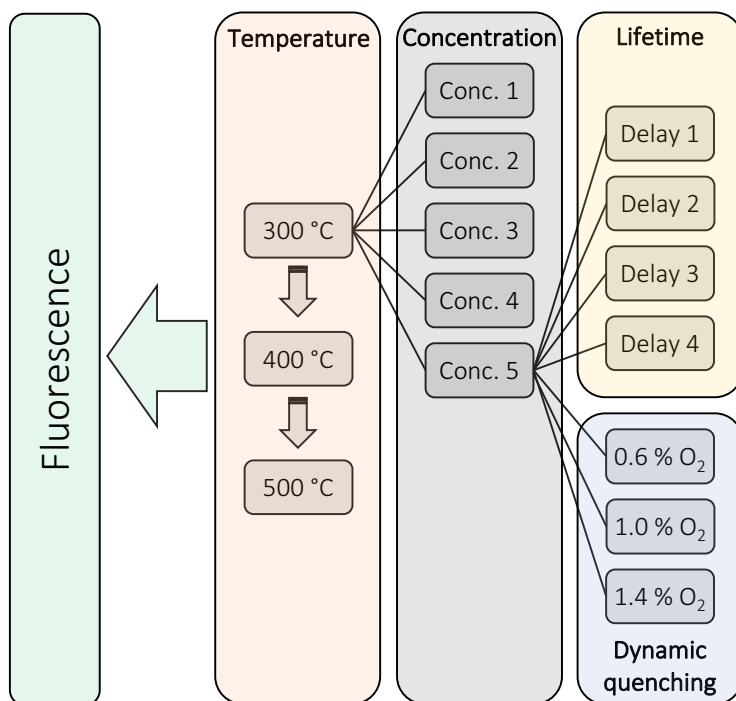 Fluorescence
Temperature
300 °C
400 °C
500 °C
Concentration
Conc. 1
Conc. 2
Conc. 3
Conc. 4
Conc. 5
Lifetime
Delay 1
Delay 2
Delay 3
Delay 4
0.6 % O₂
1.0 % O₂
1.4 % O₂
Dynamic
quenching